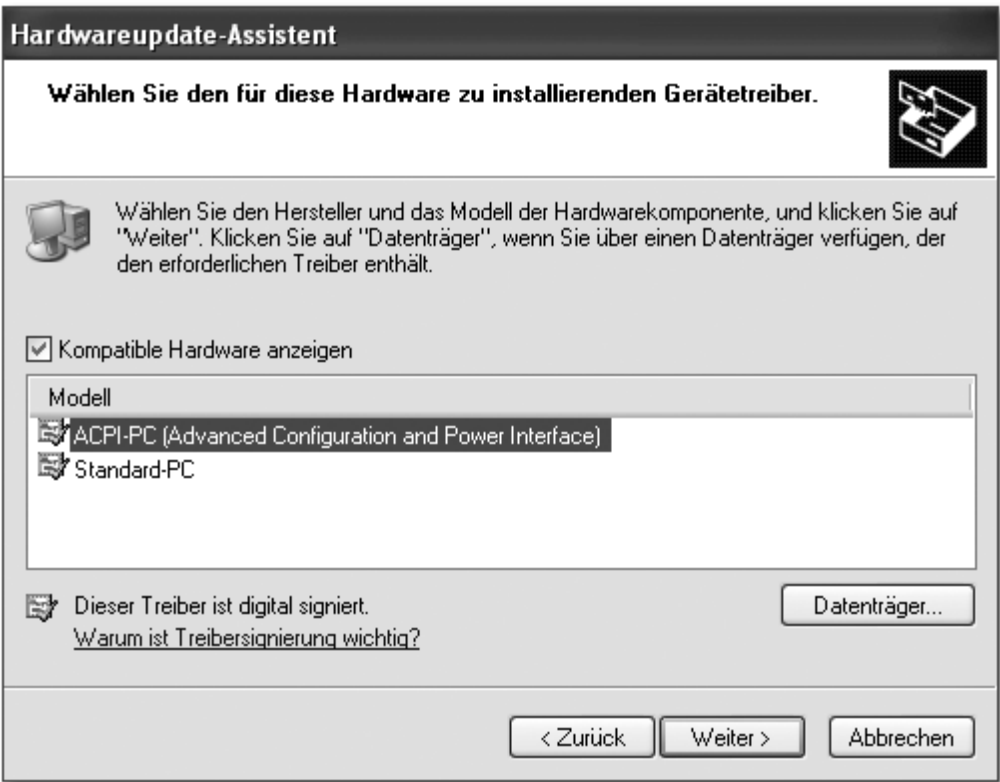 Hardwareupdate-Assistent
Wählen Sie den für diese Hardware zu installierenden Gerätetreiber.
Wählen Sie den Hersteller und das Modell der Hardwarekomponente, und klicken Sie auf
"Weiter". Klicken Sie auf "Datenträger", wenn Sie über einen Datenträger verfügen, der
den erforderlichen Treiber enthält.
Kompatible Hardware anzeigen
Modell
ACPI-PC (Advanced Configuration and Power Interface)
Standard-PC
Dieser Treiber ist digital signiert.
Datenträger...
Warum ist Treibersignierung wichtig?
< Zurück Weiter > Abbrechen